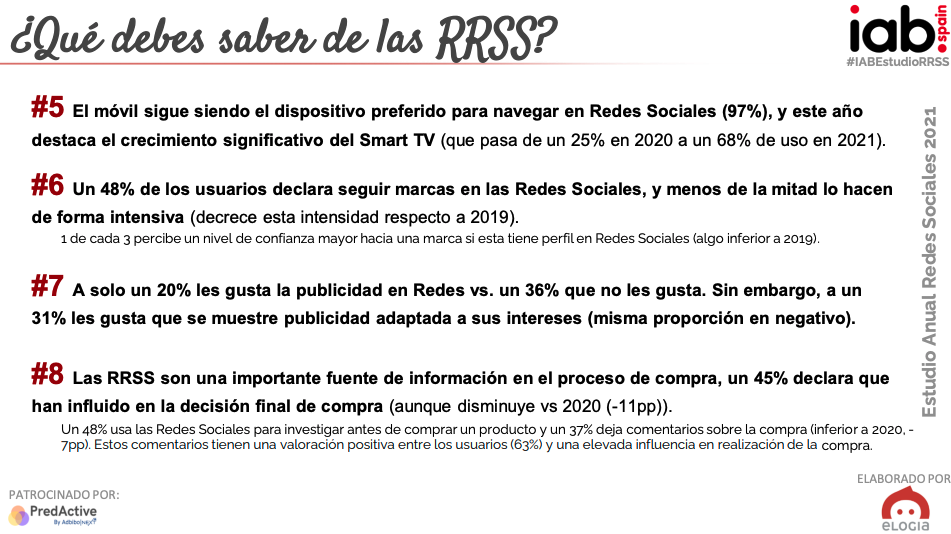 ¿Qué debes saber de las RRSS?
iab.spain
#IABEstudioRRSS
#5 El móvil sigue siendo el dispositivo preferido para navegar en Redes Sociales (97%), y este año
destaca el crecimiento significativo del Smart TV (que pasa de un 25% en 2020 a un 68% de uso en 2021).
#6 Un 48% de los usuarios declara seguir marcas en las Redes Sociales, y menos de la mitad lo hacen
de forma intensiva (decrece esta intensidad respecto a 2019).
1 de cada 3 percibe un nivel de confianza mayor hacia una marca si esta tiene perfil en Redes Sociales (algo inferior a 2019).
#7 A solo un 20% les gusta la publicidad en Redes vs. un 36% que no les gusta. Sin embargo, a un
31% les gusta que se muestre publicidad adaptada a sus intereses (misma proporción en negativo).
#8 Las RRSS son una importante fuente de información en el proceso de compra, un 45% declara que
han influido en la decisión final de compra (aunque disminuye vs 2020 (-11pp)).
Un 48% usa las Redes Sociales para investigar antes de comprar un producto y un 37% deja comentarios sobre la compra (inferior a 2020, -
7pp). Estos comentarios tienen una valoración positiva entre los usuarios (63%) y una elevada influencia en realización de la compra.
Estudio Anual Redes Sociales 2021
PATROCINADO POR:
PredActive
By Adbibo|NEXT
ELABORADO POR
eLOGIA